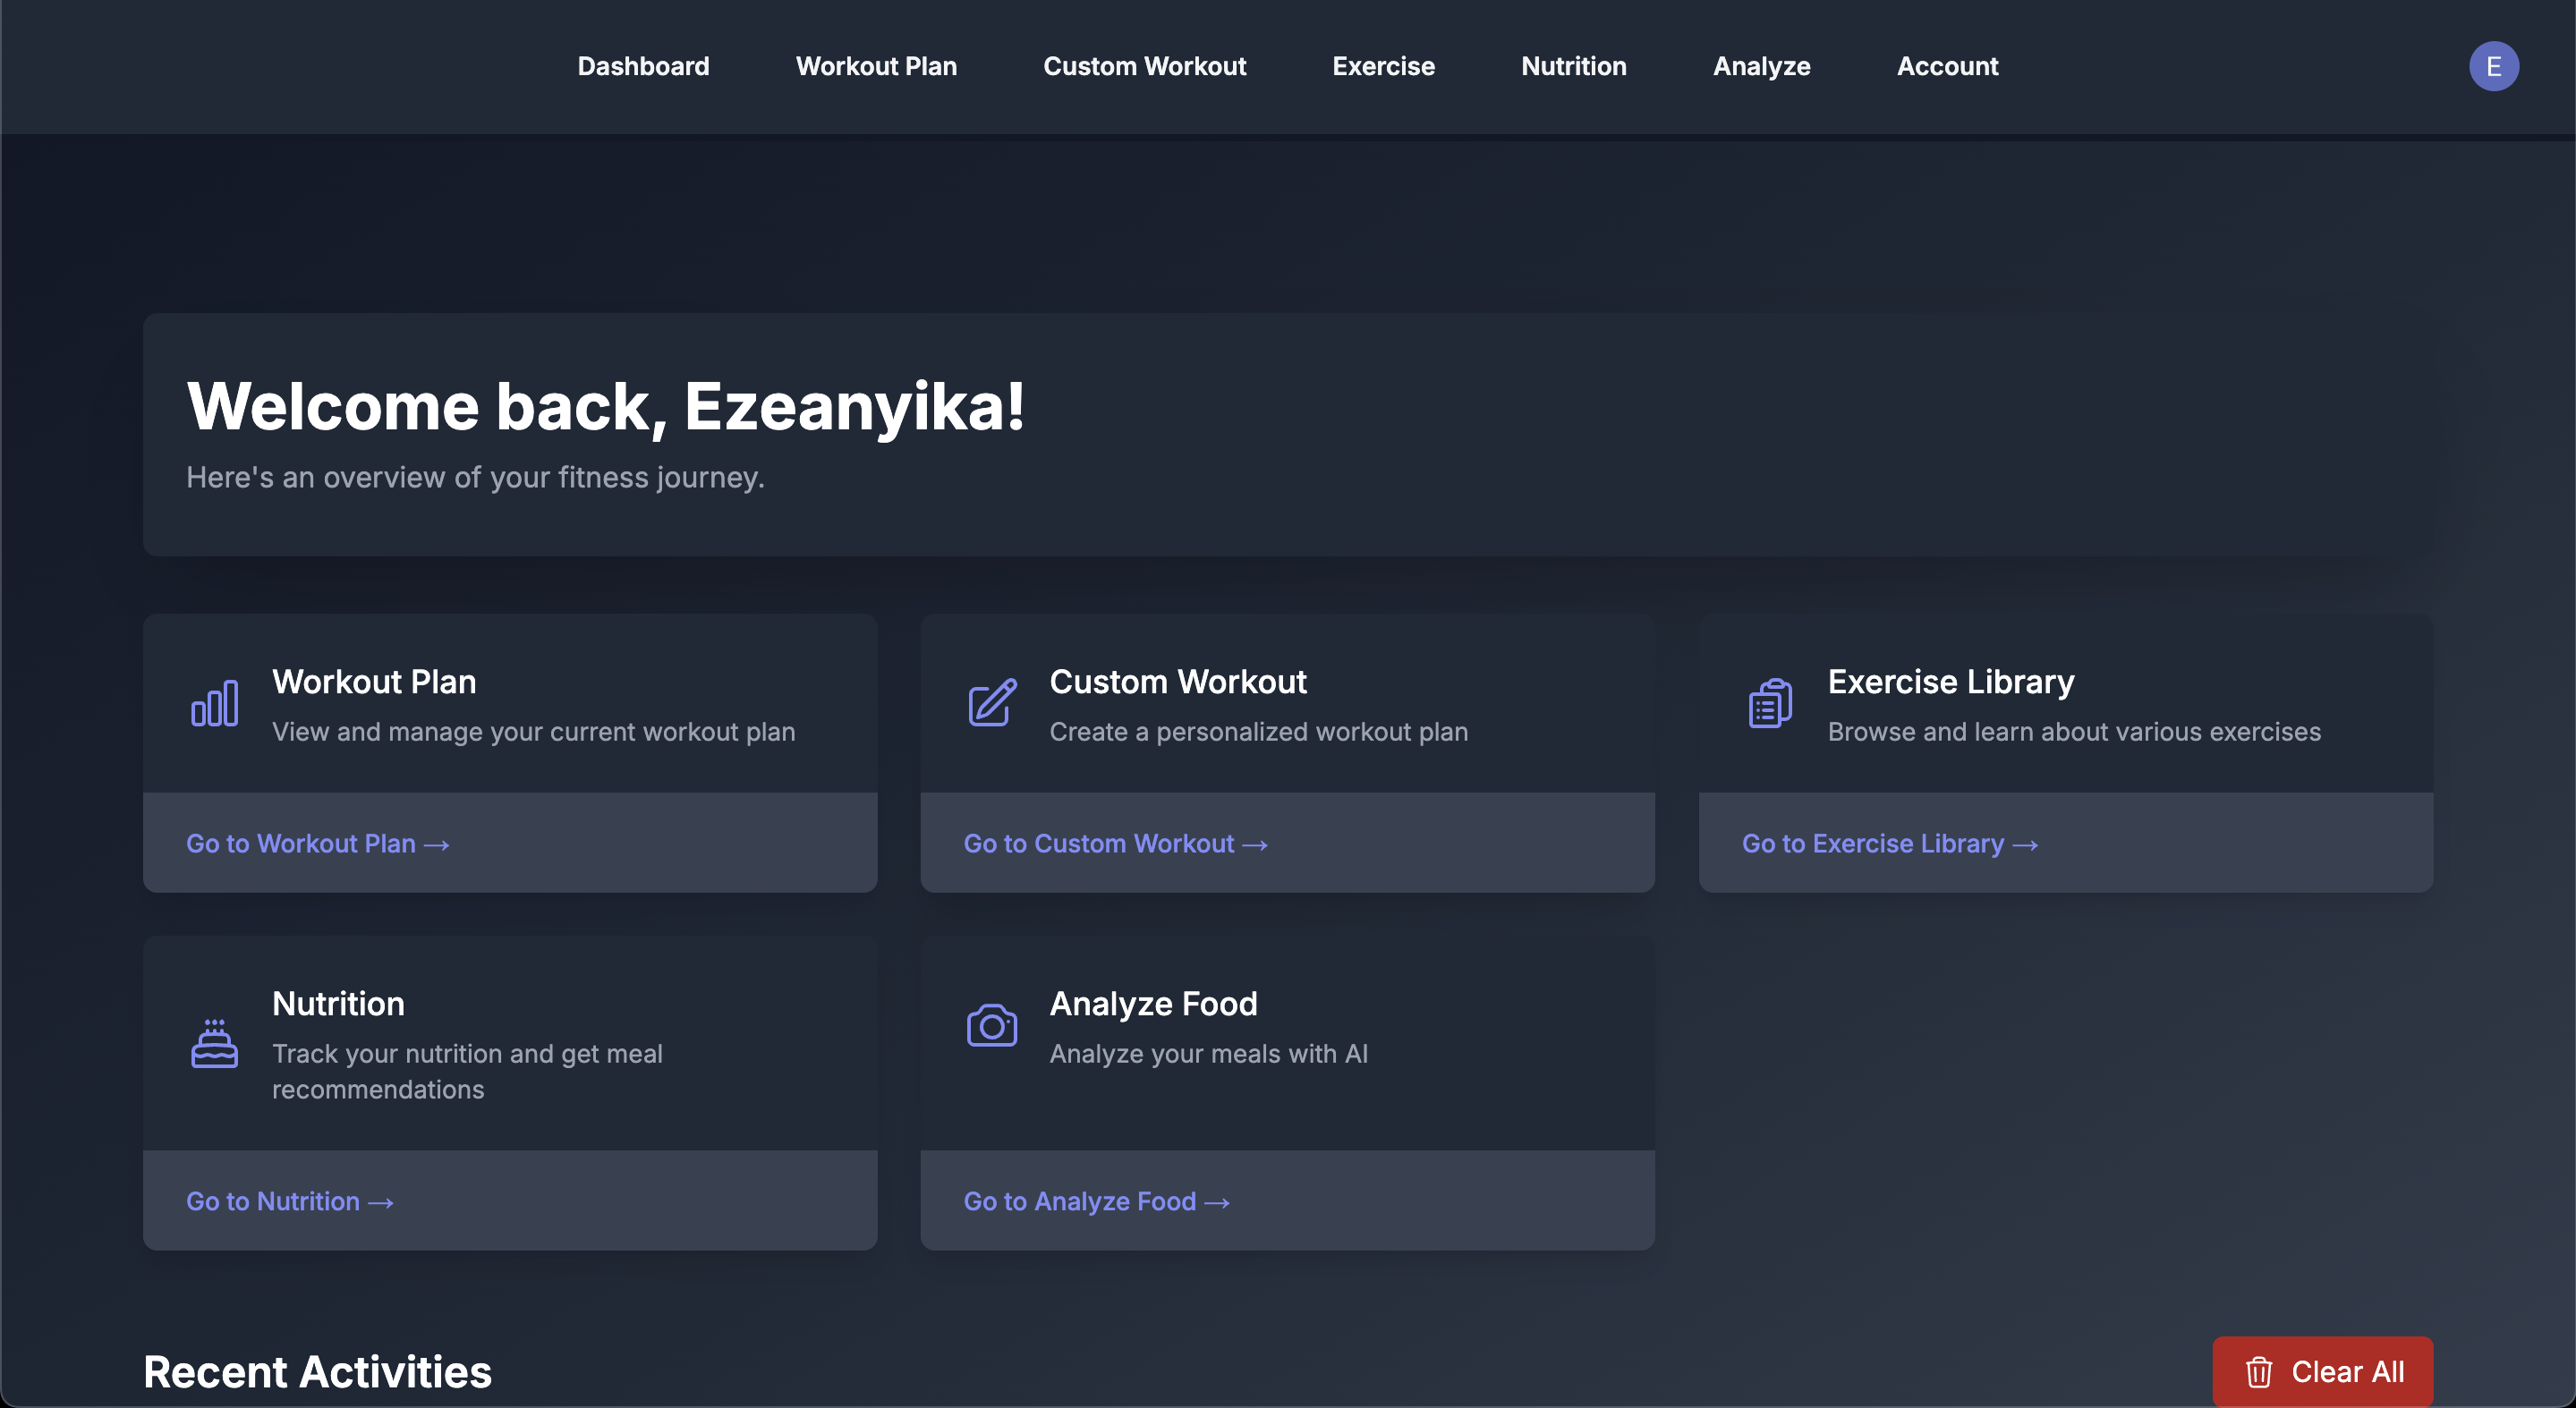 Dashboard
Workout Plan
Custom Workout
Exercise
Nutrition
Analyze
Account
E
Welcome back, Ezeanyika!
Here's an overview of your fitness journey.
Workout Plan
View and manage your current workout plan
Go to Workout Plan →
Custom Workout
Create a personalized workout plan
Go to Custom Workout →
Exercise Library
Browse and learn about various exercises
Go to Exercise Library →
Nutrition
Track your nutrition and get meal
recommendations
Go to Nutrition →
Analyze Food
Analyze your meals with AI
Go to Analyze Food →
Recent Activities
Clear All